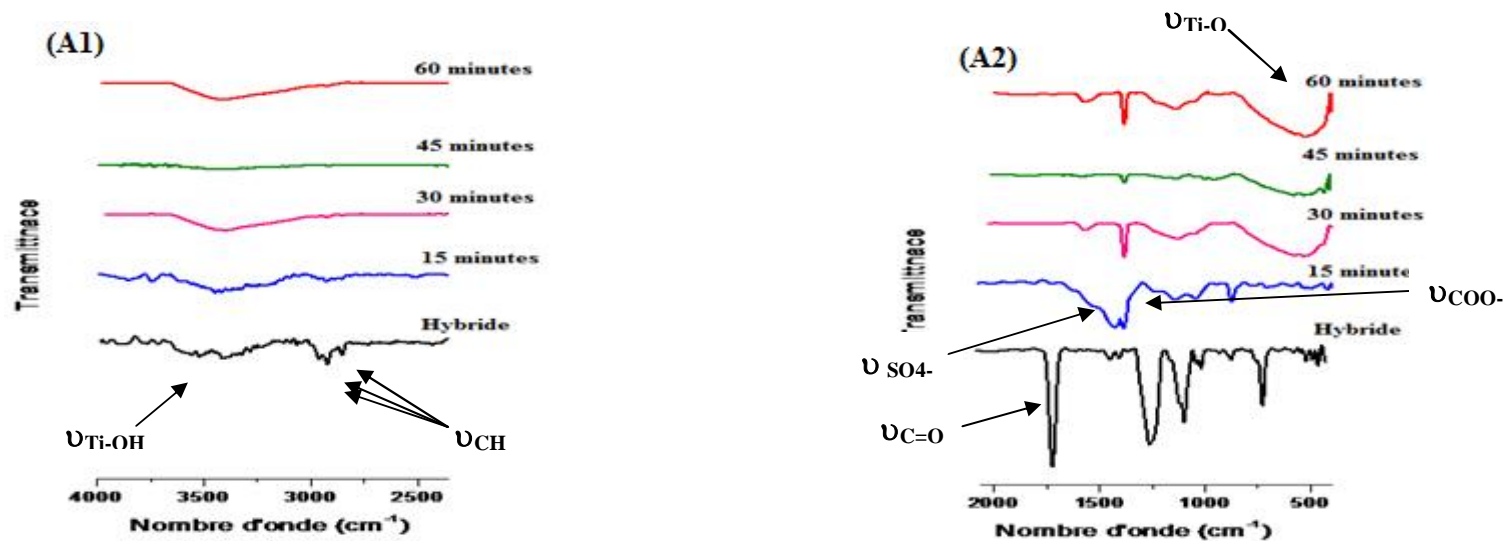 (A1)
60 minutes
45 minutes
30 minutes
15 minutes
Hybride
υTi-OH
υCH
Transmittnace
4000 3500 3000 2500
Nombre d'onde (cm-1)
υTi-O
(A2)
60 minutes
45 minutes
30 minutes
15 minute
υCOO-
Hybride
υ SO4-
υC=O
ransmittnace
2000 1500 1000 500
Nombre d'onde (cm-1)